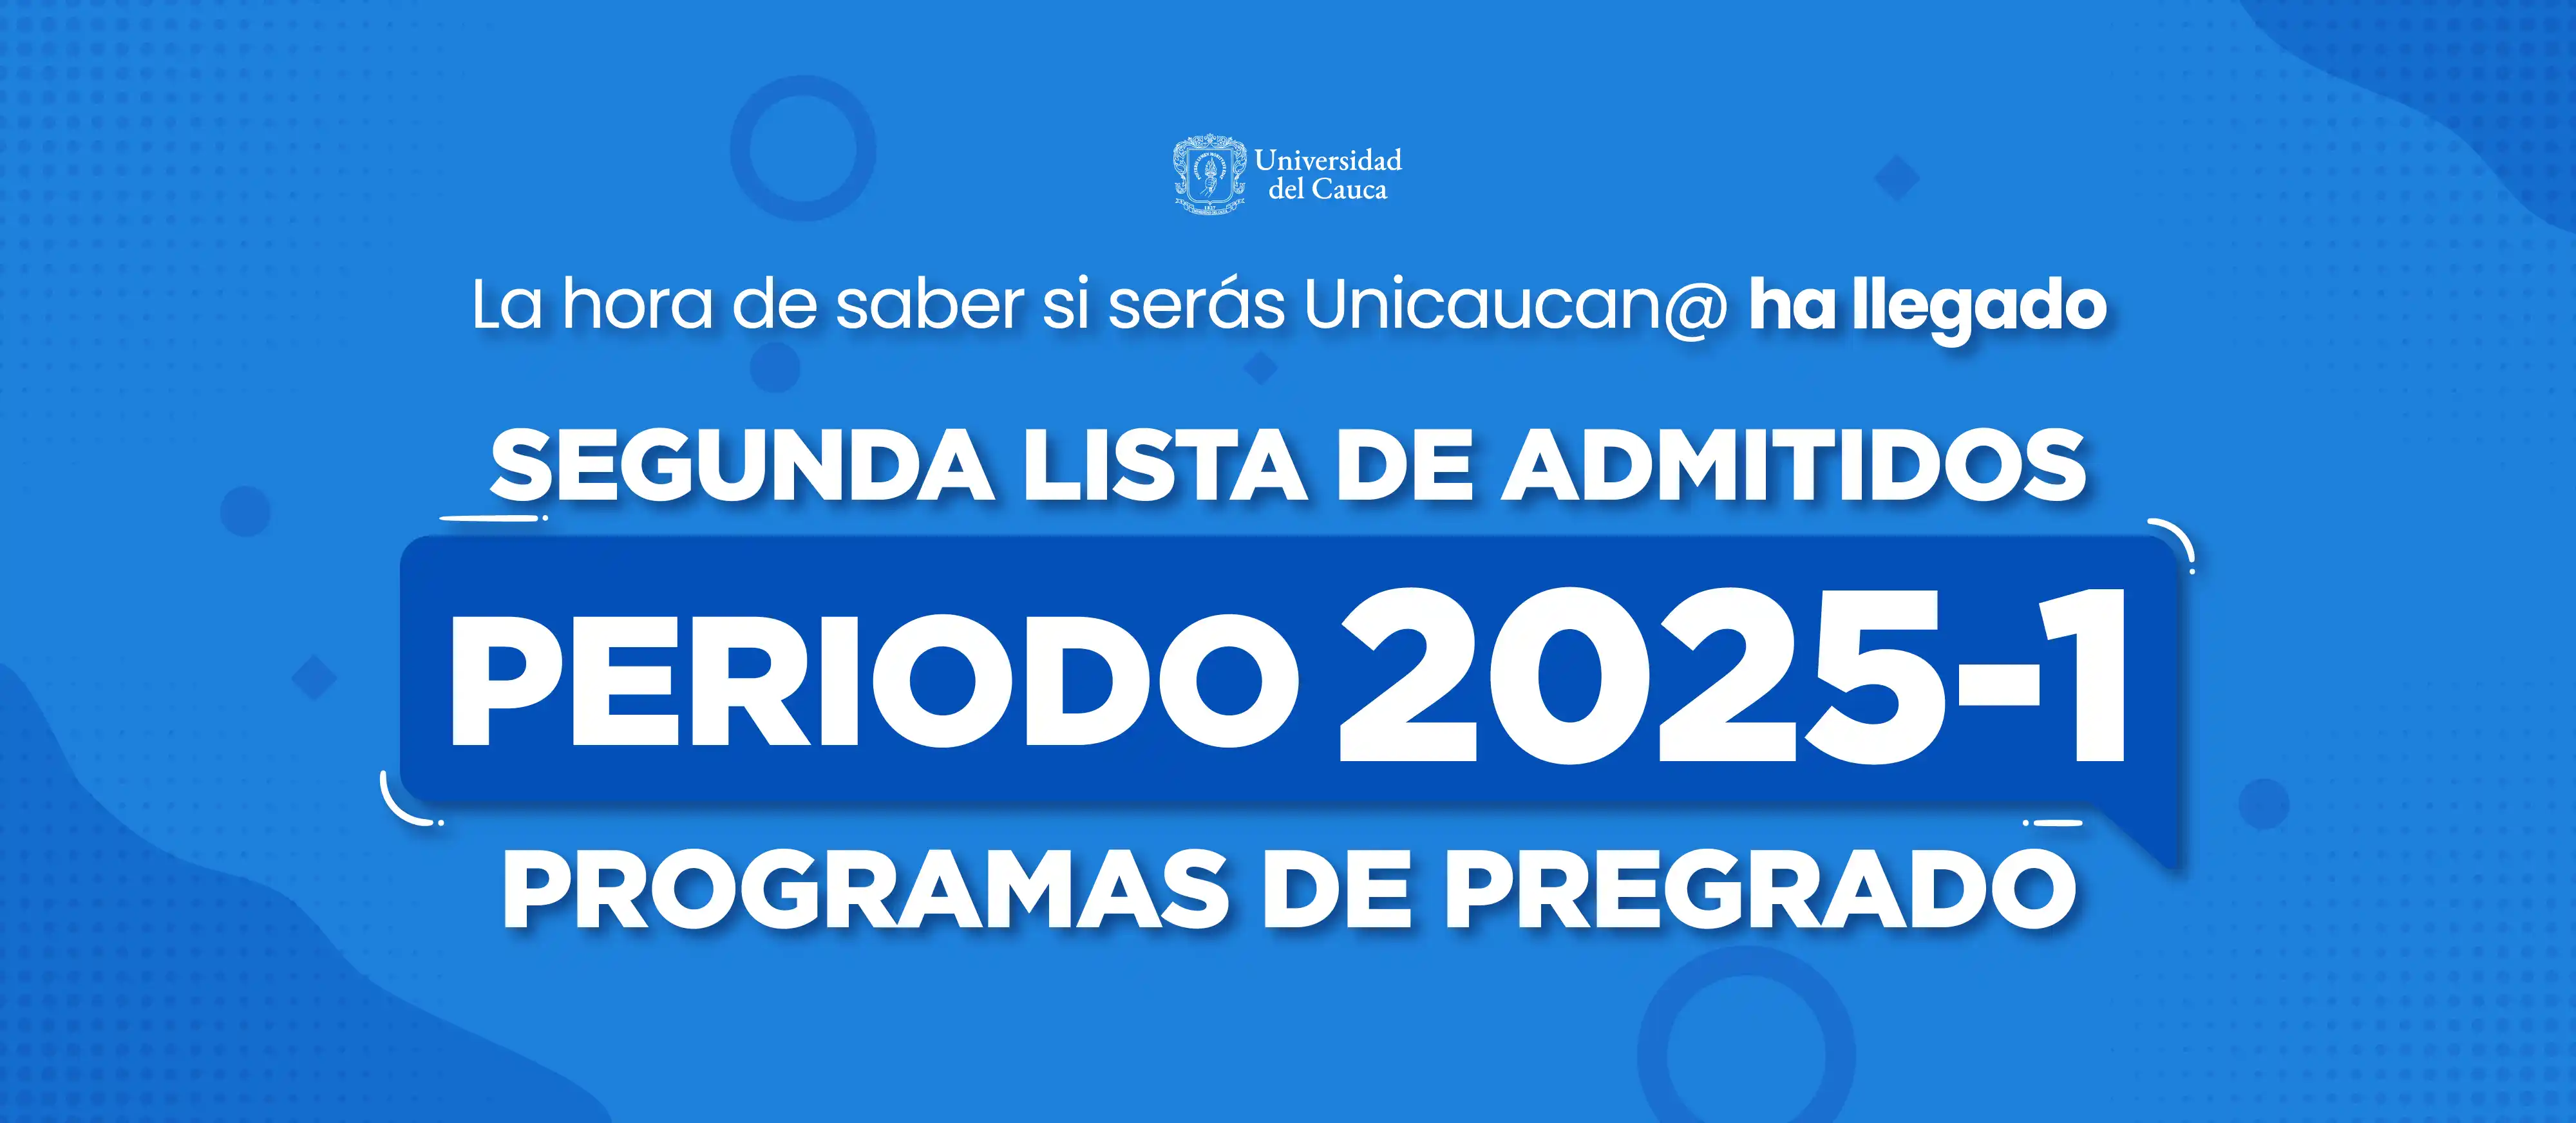 Universidad
del Cauca
La hora de saber si serás Unicaucan@ ha llegado
SEGUNDA LISTA DE ADMITIDOS
PERIODO 2025-1
PROGRAMAS DE PREGRADO